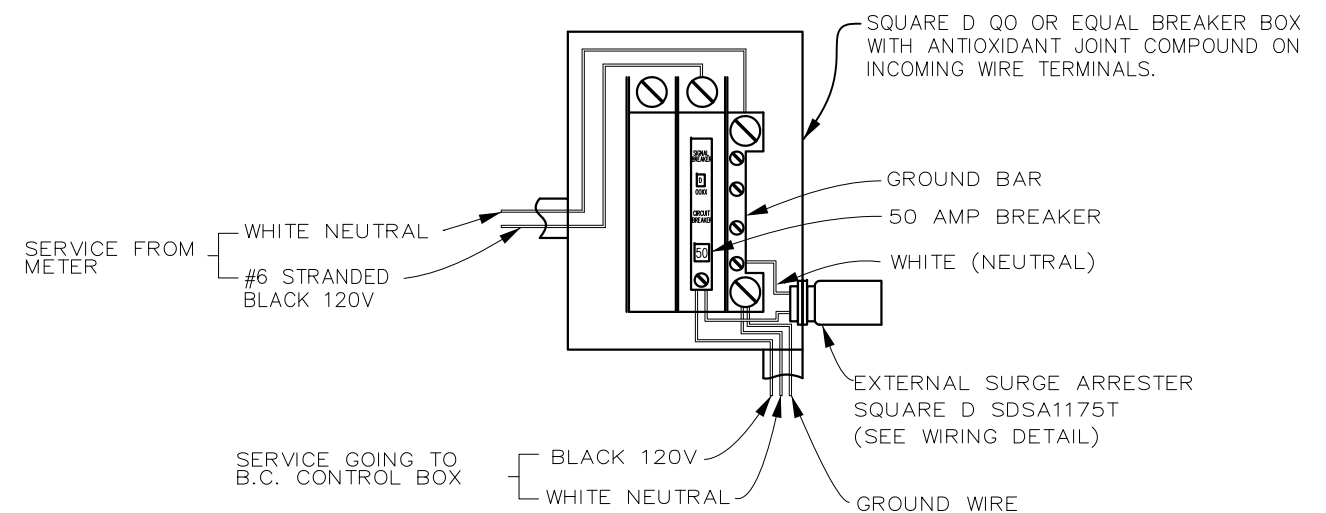 SQUARE D QO OR EQUAL BREAKER BOX
WITH ANTIOXIDANT JOINT COMPOUND ON
INCOMING WIRE TERMINALS.
SIGNAL
BREAKER
D
CIRCUIT
BREAKER
50
GROUND BAR
50 AMP BREAKER
WHITE (NEUTRAL)
SERVICE FROM
METER
WHITE NEUTRAL
#6 STRANDED
BLACK 120V
EXTERNAL SURGE ARRESTER
SQUARE D SDSA1175T
(SEE WIRING DETAIL)
SERVICE GOING TO
B.C. CONTROL BOX
BLACK 120V
WHITE NEUTRAL
GROUND WIRE